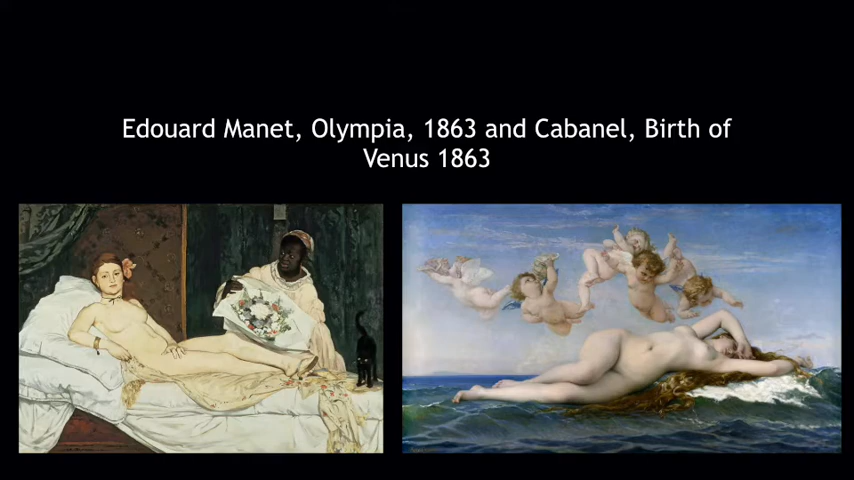 Edouard Manet, Olympia, 1863 and Cabanel, Birth of
Venus 1863